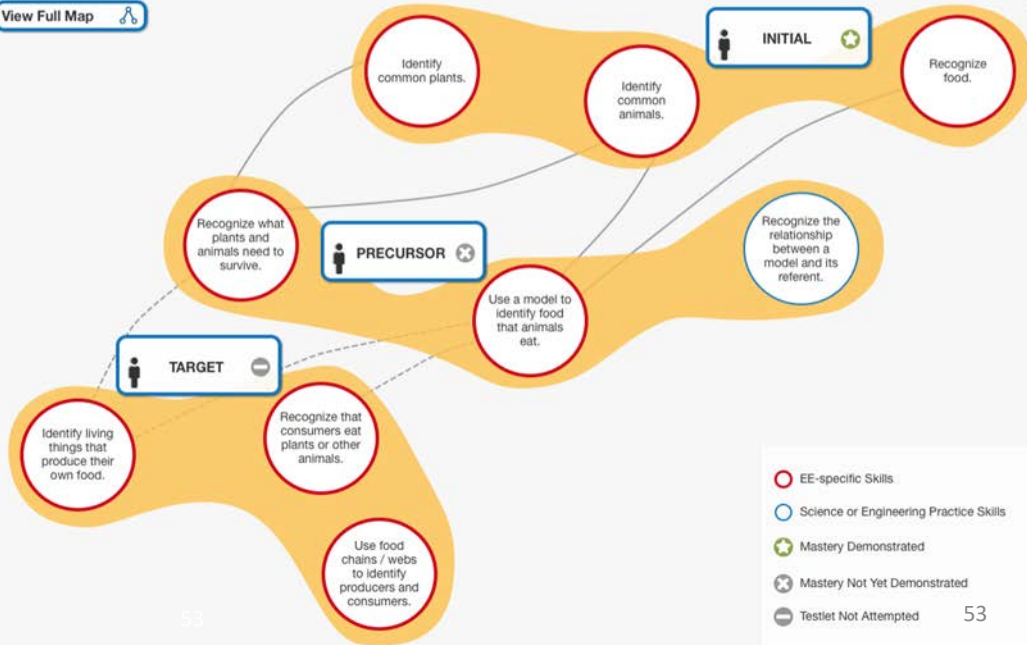 View Full Map
Identify
common plants.
Identify
common
animals.
INITIAL
Recognize
food.
Recognize what
plants and
animals need to
survive.
PRECURSOR
Use a model to
identify food
that animals
eat.
Recognize the
relationship
between a
model and its
referent.
TARGET
Identify living
things that
produce their
own food.
Recognize that
consumers eat
plants or other
animals.
Use food
chains / webs
to identify
producers and
consumers.
EE-specific Skills
Science or Engineering Practice Skills
Mastery Demonstrated
Mastery Not Yet Demonstrated
Testlet Not Attempted
53
53